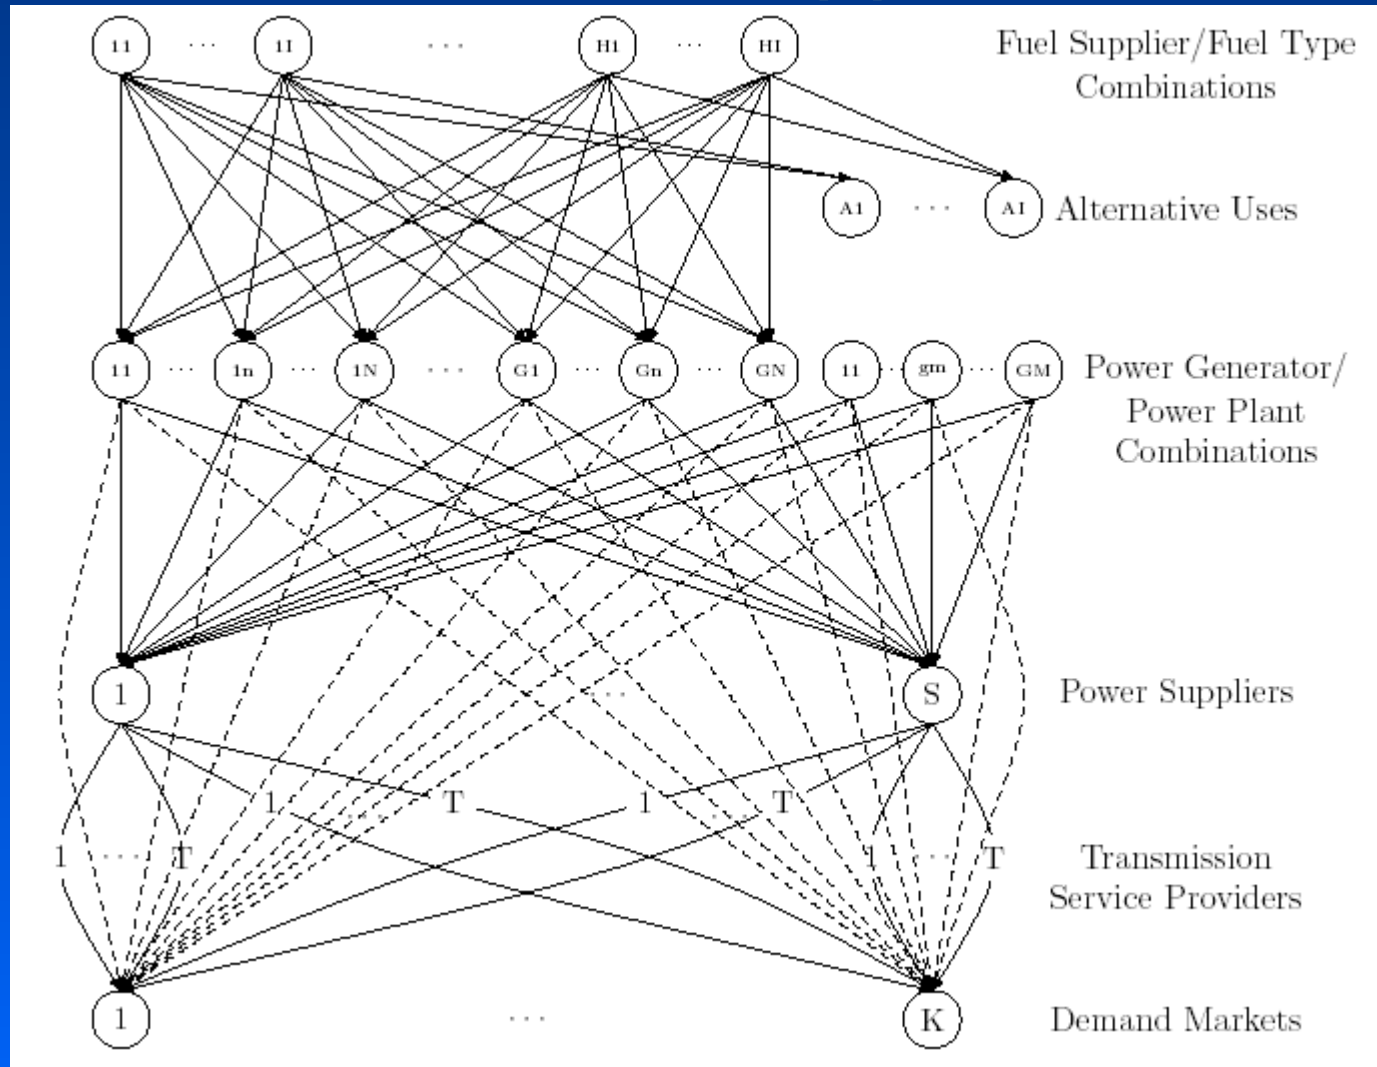 11 ··· 1I ··· H1 ··· HI
Fuel Supplier/Fuel Type
Combinations
A1 ··· AI
Alternative Uses
11 ··· 1n ··· 1N ··· G1 ··· Gn ··· GN 11 ·· gm ··· GM
Power Generator/
Power Plant
Combinations
1 ··· S
Power Suppliers
1 ··· T 1 ··· T
1 ··· T 1 ··· T
Transmission
Service Providers
1 ··· K
Demand Markets